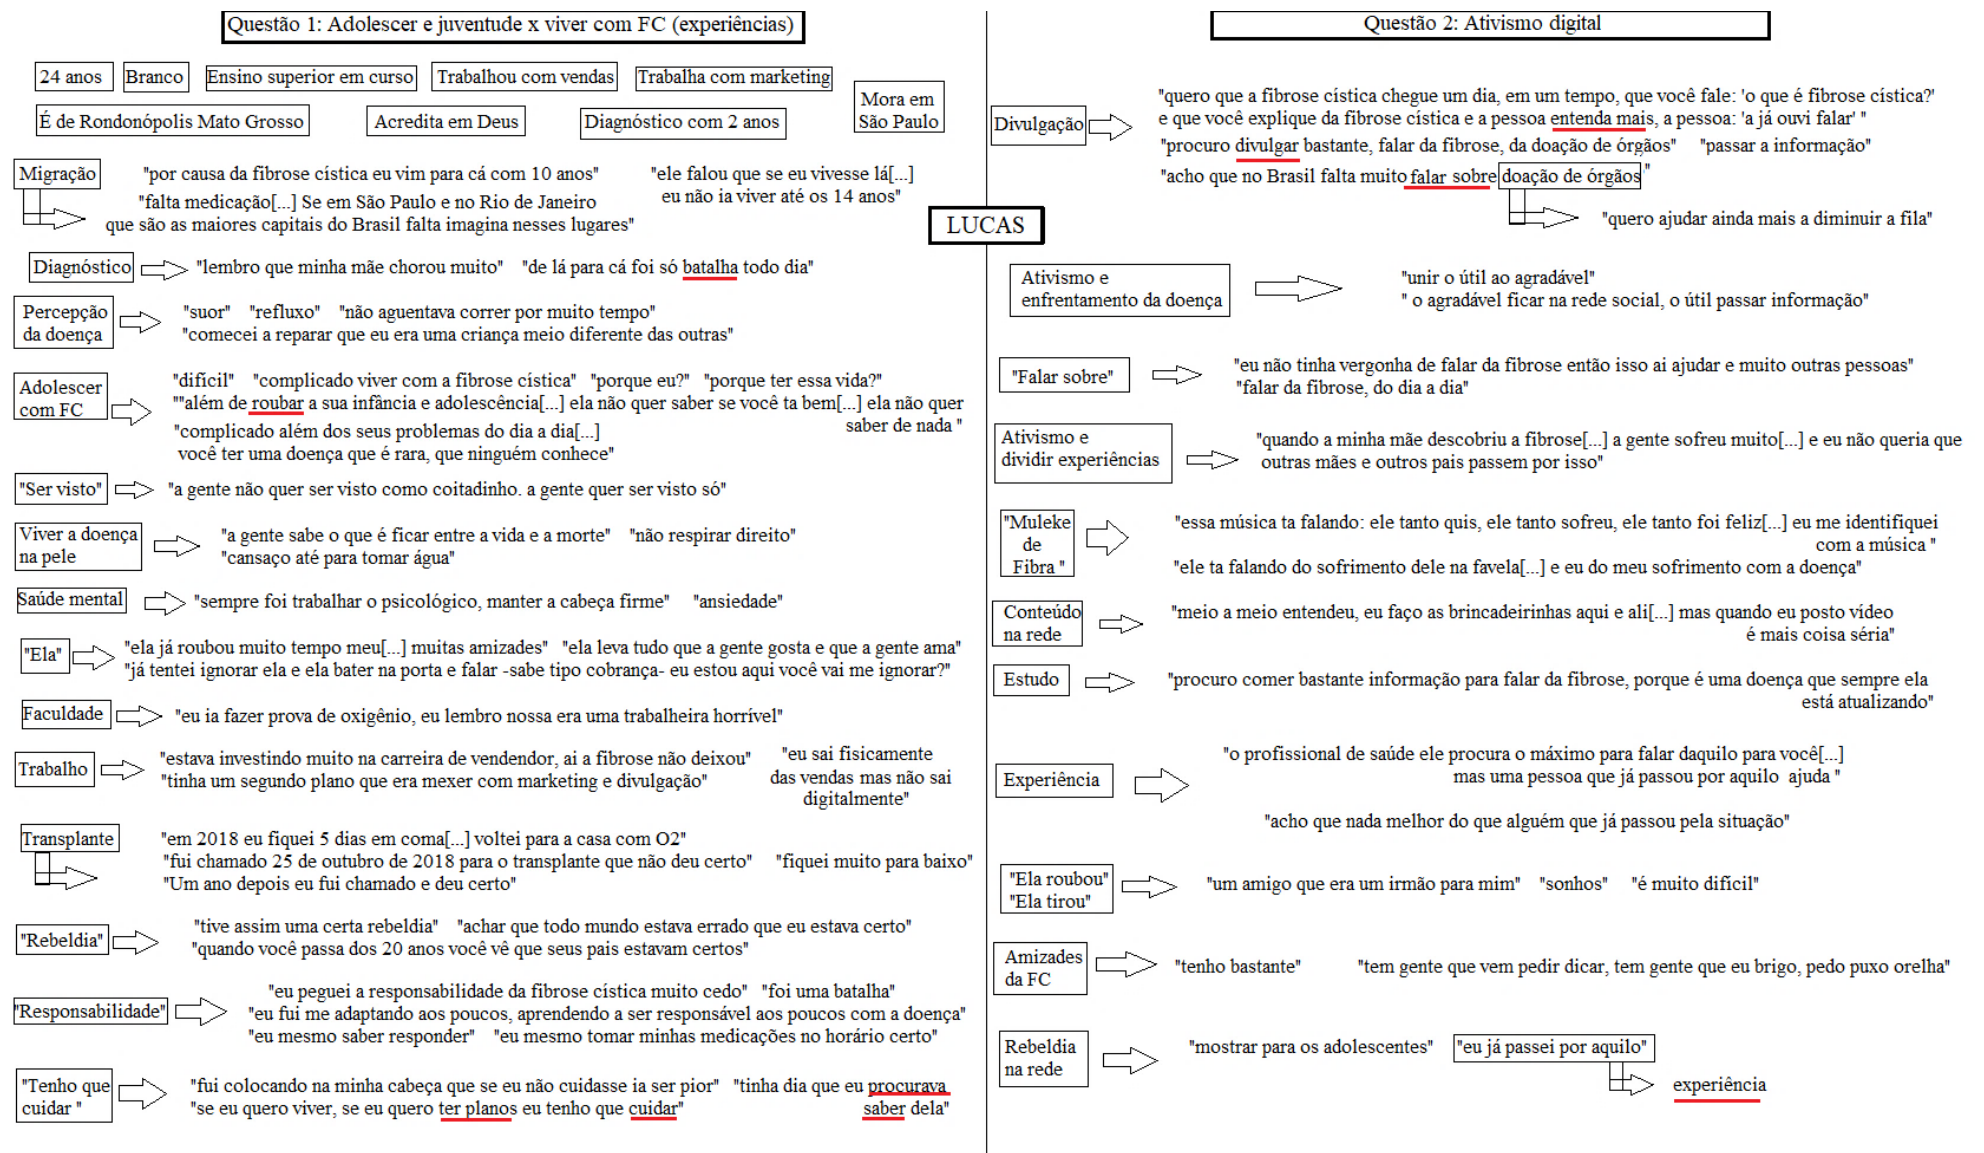 Questão 1: Adolescer e juventude x viver com FC (experiências)
24 anos
Branco
Ensino superior em curso
Trabalhou com vendas
Trabalha com marketing
Mora em
São Paulo
É de Rondonópolis Mato Grosso
Acredita em Deus
Diagnóstico com 2 anos
Migração
"por causa da fibrose cística eu vim para cá com 10 anos"
"ele falou que se eu vivesse lá[...]
eu não ia viver até os 14 anos"
"falta medicação[...] Se em São Paulo e no Rio de Janeiro
que são as maiores capitais do Brasil falta imagina nesses lugares"
LUCAS
Diagnóstico
"lembro que minha mãe chorou muito" "de lá para cá foi só batalha todo dia"
Percepção
da doença
"suor" "refluxo" "não aguentava correr por muito tempo"
"comecei a reparar que eu era uma criança meio diferente das outras"
Adolescer
com FC
"difícil" "complicado viver com a fibrose cística" "porque eu?" "porque ter essa vida?"
""além de roubar a sua infância e adolescência[...] ela não quer saber se você ta bem[...] ela não quer
saber de nada "
"complicado além dos seus problemas do dia a dia[...]
você ter uma doença que é rara, que ninguém conhece"
"Ser visto"
"a gente não quer ser visto como coitadinho. a gente quer ser visto só"
Viver a doença
na pele
"a gente sabe o que é ficar entre a vida e a morte" "não respirar direito"
"cansaço até para tomar água"
Saúde mental
"sempre foi trabalhar o psicológico, manter a cabeça firme" "ansiedade"
"Ela"
"ela já roubou muito tempo meu[...] muitas amizades" "ela leva tudo que a gente gosta e que a gente ama"
"já tentei ignorar ela e ela bater na porta e falar -sabe tipo cobrança- eu estou aqui você vai me ignorar?"
Faculdade
"eu ia fazer prova de oxigênio, eu lembro nossa era uma trabalheira horrível"
Trabalho
"estava investindo muito na carreira de vendendor, ai a fibrose não deixou"
"tinha um segundo plano que era mexer com marketing e divulgação"
"eu sai fisicamente
das vendas mas não sai
digitalmente"
Transplante
"em 2018 eu fiquei 5 dias em coma[...] voltei para a casa com O2"
"fui chamado 25 de outubro de 2018 para o transplante que não deu certo" "fiquei muito para baixo"
"Um ano depois eu fui chamado e deu certo"
"Rebeldia"
"tive assim uma certa rebeldia" "achar que todo mundo estava errado que eu estava certo"
"quando você passa dos 20 anos você vê que seus pais estavam certos"
"Responsabilidade"
"eu peguei a responsabilidade da fibrose cística muito cedo" "foi uma batalha"
"eu fui me adaptando aos poucos, aprendendo a ser responsável aos poucos com a doença"
"eu mesmo saber responder" "eu mesmo tomar minhas medicações no horário certo"
"Tenho que
cuidar "
"fui colocando na minha cabeça que se eu não cuidasse ia ser pior" "tinha dia que eu procurava
saber dela"
"se eu quero viver, se eu quero ter planos eu tenho que cuidar"
Questão 2: Ativismo digital
Divulgação
"quero que a fibrose cística chegue um dia, em um tempo, que você fale: 'o que é fibrose cística?'
e que você explique da fibrose cística e a pessoa entenda mais, a pessoa: 'a já ouvi falar' "
"procuro divulgar bastante, falar da fibrose, da doação de órgãos" "passar a informação"
"acho que no Brasil falta muito falar sobre doação de órgãos "
"quero ajudar ainda mais a diminuir a fila"
Ativismo e
enfrentamento da doença
"unir o útil ao agradável"
" o agradável ficar na rede social, o útil passar informação"
"Falar sobre"
"eu não tinha vergonha de falar da fibrose então isso ai ajudar e muito outras pessoas"
"falar da fibrose, do dia a dia"
Ativismo e
dividir experiências
"quando a minha mãe descobriu a fibrose[...] a gente sofreu muito[...] e eu não queria que
outras mães e outros pais passem por isso"
"Muleke
de
Fibra "
"essa música ta falando: ele tanto quis, ele tanto sofreu, ele tanto foi feliz[...] eu me identifiquei
com a música "
"ele ta falando do sofrimento dele na favela[...] e eu do meu sofrimento com a doença"
Conteúdo
na rede
"meio a meio entendeu, eu faço as brincadeirinhas aqui e ali[...] mas quando eu posto vídeo
é mais coisa séria"
Estudo
"procuro comer bastante informação para falar da fibrose, porque é uma doença que sempre ela
está atualizando"
Experiência
"o profissional de saúde ele procura o máximo para falar daquilo para você[...]
mas uma pessoa que já passou por aquilo ajuda "
"acho que nada melhor do que alguém que já passou pela situação"
"Ela roubou"
"Ela tirou"
"um amigo que era um irmão para mim" "sonhos" "é muito difícil"
Amizades
da FC
"tenho bastante" "tem gente que vem pedir dicar, tem gente que eu brigo, pedo puxo orelha"
Rebeldia
na rede
"mostrar para os adolescentes" "eu já passei por aquilo"
experiência